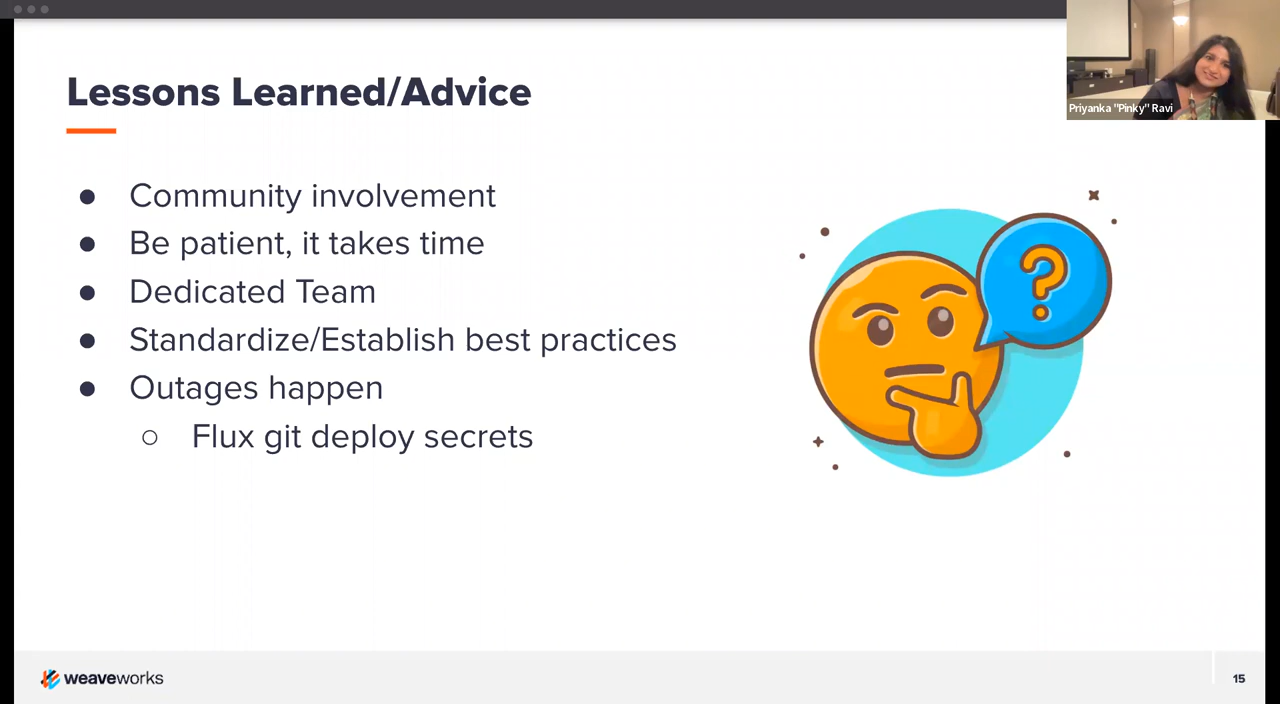 Lessons Learned/Advice
Priyanka "Pinky" Ravi
● Community involvement
● Be patient, it takes time
● Dedicated Team
● Standardize/Establish best practices
● Outages happen
○ Flux git deploy secrets
?
weaveworks
15